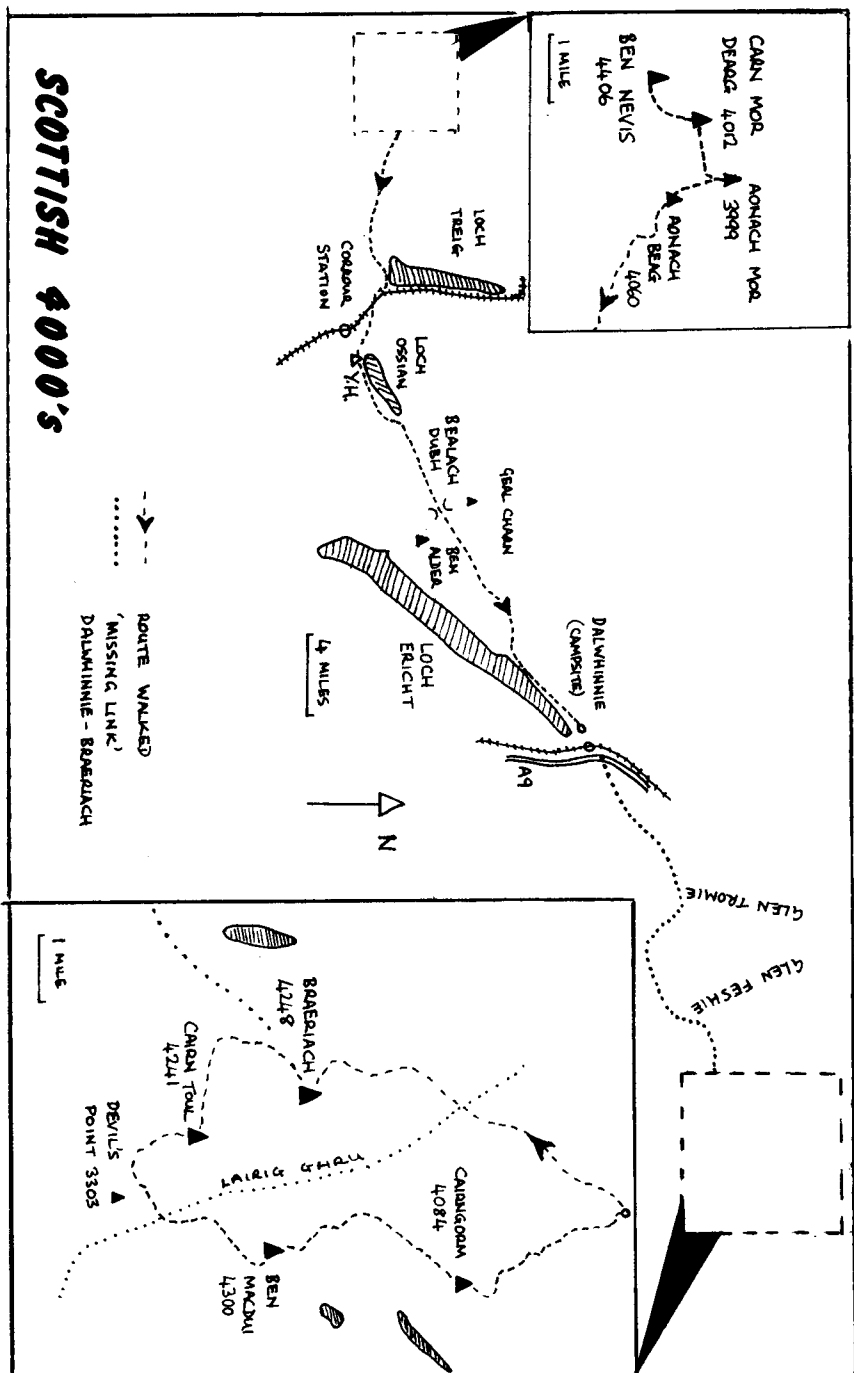 SCOTTISH 4000's
CARN MOR
DEARG 4012
AONACH MOR
3999
BEN NEVIS
4406
AONACH
BEAG
4060
1 MILE
LOCH
TREIG
CORROUR
STATION
LOCH
OSSIAN
Y.H.
BEALACH
DUBH
GEAL CHARN
BEN
ALDER
LOCH
ERICHT
4 MILES
DALWHINNIE
(CAMPSITE)
A9
N
GLEN TROMIE
GLEN FESHIE
ROUTE WALKED
'MISSING LINK'
DALWHINNIE - BRAERIACH
1 MILE
BRAERIACH
4248
CAIRN TOUL
4241
DEVIL'S
POINT 3303
LAIRIG GHRU
CAIRNGORM
4084
BEN
MACDUI
4300